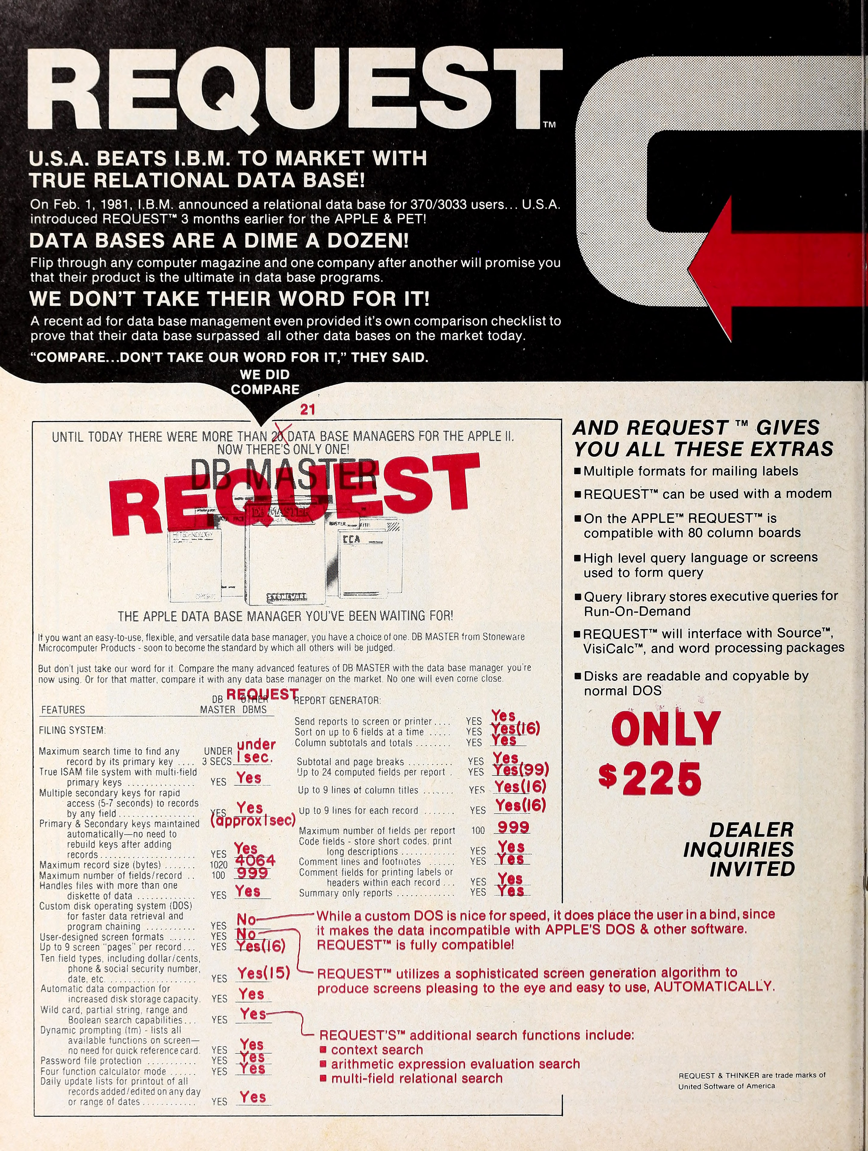 REQUEST™
U.S.A. BEATS I.B.M. TO MARKET WITH
TRUE RELATIONAL DATA BASE!
On Feb. 1, 1981, I.B.M. announced a relational data base for 370/3033 users... U.S.A.
introduced REQUEST™ 3 months earlier for the APPLE & PET!
DATA BASES ARE A DIME A DOZEN!
Flip through any computer magazine and one company after another will promise you
that their product is the ultimate in data base programs.
WE DON'T TAKE THEIR WORD FOR IT!
A recent ad for data base management even provided it's own comparison checklist to
prove that their data base surpassed all other data bases on the market today.
"COMPARE...DON'T TAKE OUR WORD FOR IT," THEY SAID.
WE DID
COMPARE
21
UNTIL TODAY THERE WERE MORE THAN 20 DATA BASE MANAGERS FOR THE APPLE II.
NOW THERE'S ONLY ONE!
DB MASTER
REQUEST
CCA
THE APPLE DATA BASE MANAGER YOU'VE BEEN WAITING FOR!
If you want an easy-to-use, flexible, and versatile data base manager, you have a choice of one. DB MASTER from Stoneware
Microcomputer Products - soon to become the standard by which all others will be judged.
But don't just take our word for it. Compare the many advanced features of DB MASTER with the data base manager you're
now using. Or for that matter, compare it with any data base manager on the market. No one will even come close.
REQUEST
FEATURES DB MASTER OTHER DBMS
FILING SYSTEM:
Maximum search time to find any
record by its primary key .... UNDER 3 SECS under 1 sec.
True ISAM file system with multi-field
primary keys .............. YES Yes
Multiple secondary keys for rapid
access (5-7 seconds) to records
by any field ............... YES Yes (approx 1 sec)
Primary & Secondary keys maintained
automatically—no need to
rebuild keys after adding
records ................... YES Yes
Maximum record size (bytes) ....... 1020 4064
Maximum number of fields/record .. 100 999
Handles files with more than one
diskette of data ............ YES Yes
Custom disk operating system (DOS)
for faster data retrieval and
program chaining ........... YES No
User-designed screen formats ...... YES No
Up to 9 screen "pages" per record ... YES Yes(16)
Ten field types, including dollar/cents,
phone & social security number,
date, etc. ................. YES Yes(15)
Automatic data compaction for
increased disk storage capacity. YES Yes
Wild card, partial string, range and
Boolean search capabilities ... YES Yes
Dynamic prompting (tm) - lists all
available functions on screen—
no need for quick reference card. YES Yes
Password file protection ........... YES Yes
Four function calculator mode ...... YES Yes
Daily update lists for printout of all
records added/edited on any day
or range of dates ............ YES Yes
REPORT GENERATOR:
Send reports to screen or printer .... YES Yes
Sort on up to 6 fields at a time ..... YES Yes(16)
Column subtotals and totals ........ YES Yes
Subtotal and page breaks .......... YES Yes
Up to 24 computed fields per report . YES Yes(99)
Up to 9 lines of column titles ....... YES Yes(16)
Up to 9 lines for each record ....... YES Yes(16)
Maximum number of fields per report 100 999
Code fields - store short codes, print
long descriptions ........... YES Yes
Comment lines and footnotes ...... YES Yes
Comment fields for printing labels or
headers within each record ... YES Yes
Summary only reports ............ YES Yes
While a custom DOS is nice for speed, it does place the user in a bind, since
it makes the data incompatible with APPLE'S DOS & other software.
REQUEST™ is fully compatible!
REQUEST™ utilizes a sophisticated screen generation algorithm to
produce screens pleasing to the eye and easy to use, AUTOMATICALLY.
REQUEST'S™ additional search functions include:
■ context search
■ arithmetic expression evaluation search
■ multi-field relational search
AND REQUEST ™ GIVES
YOU ALL THESE EXTRAS
■ Multiple formats for mailing labels
■ REQUEST™ can be used with a modem
■ On the APPLE™ REQUEST™ is
compatible with 80 column boards
■ High level query language or screens
used to form query
■ Query library stores executive queries for
Run-On-Demand
■ REQUEST™ will interface with Source™,
VisiCalc™, and word processing packages
■ Disks are readable and copyable by
normal DOS
ONLY
$225
DEALER
INQUIRIES
INVITED
REQUEST & THINKER are trade marks of
United Software of America